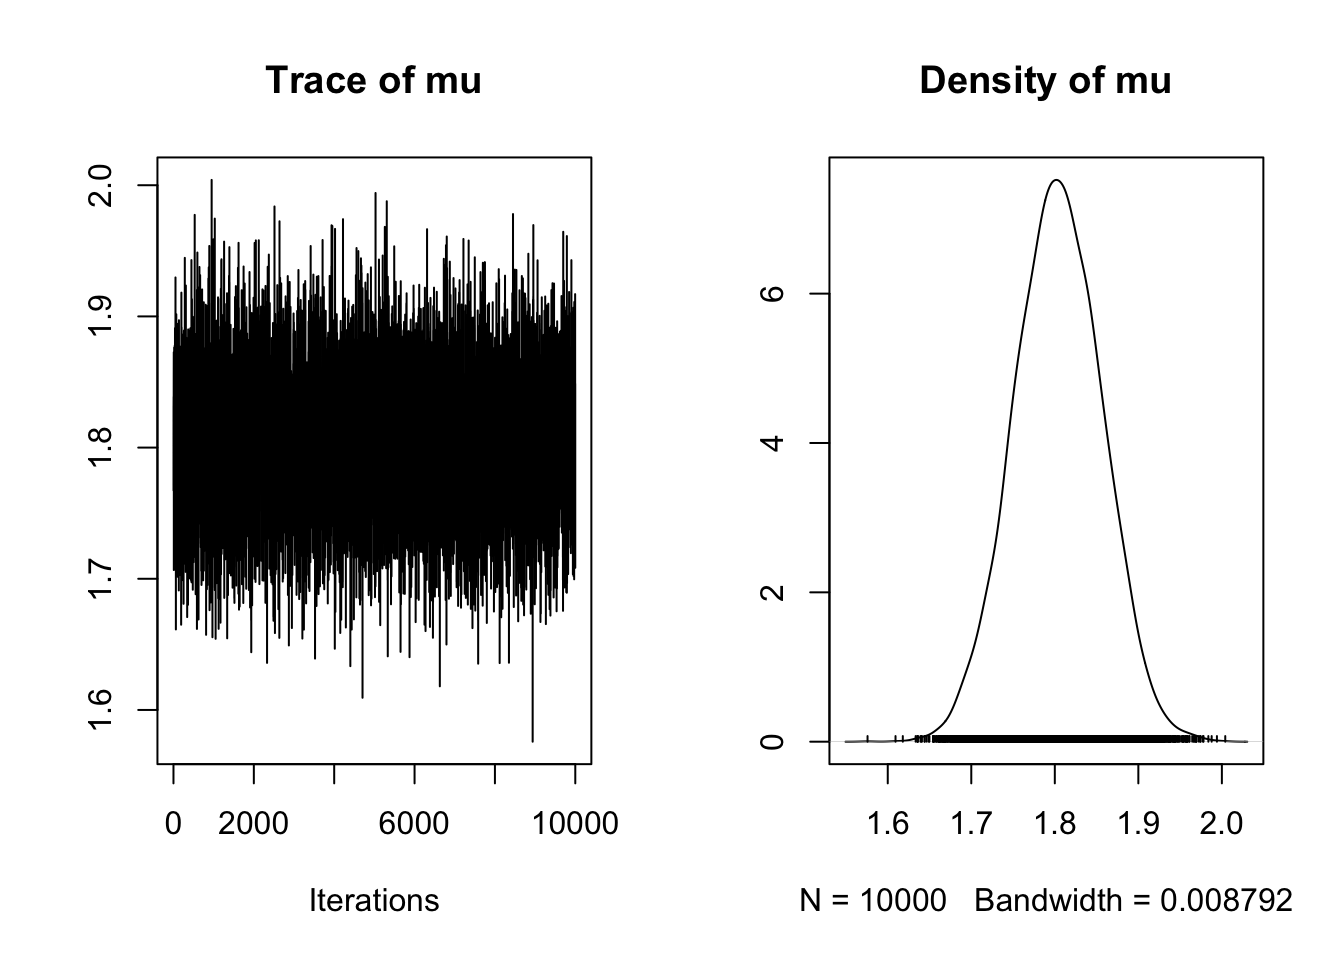 Trace of mu
2.0
1.9
1.8
1.7
1.6
0 2000 6000 10000
Iterations
Density of mu
6
4
2
0
1.6 1.7 1.8 1.9 2.0
N = 10000 Bandwidth = 0.008792